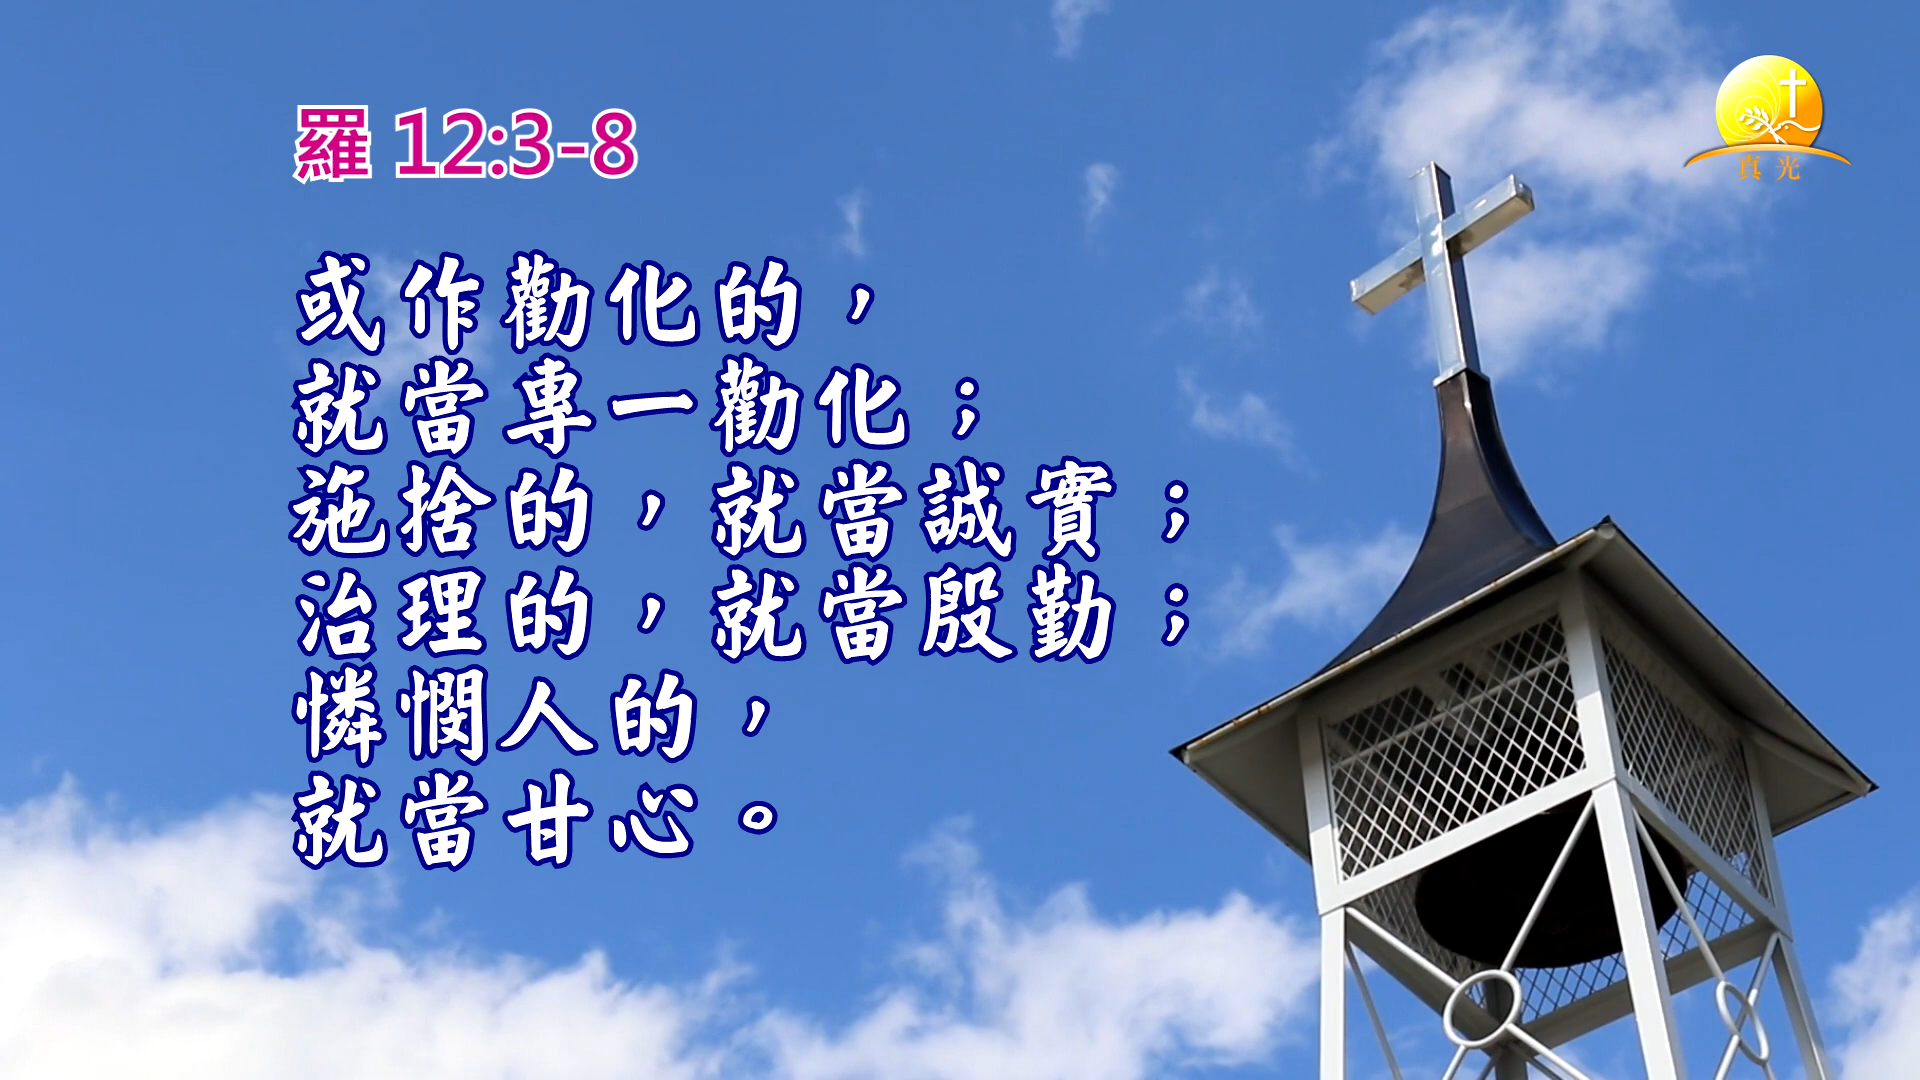 羅 12:3-8
真光
或作勸化的，
就當專一勸化；
施捨的，就當誠實；
治理的，就當殷勤；
憐憫人的，
就當甘心。